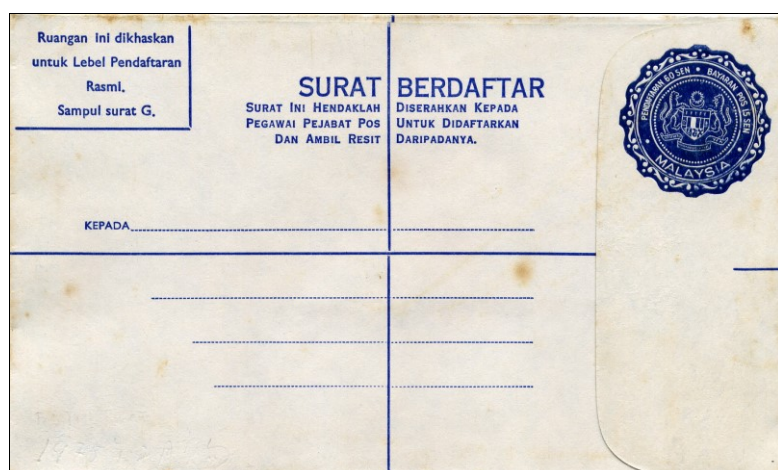 Ruangan ini dikhaskan
untuk Lebel Pendaftaran
Rasmi.
Sampul surat G.
SURAT BERDAFTAR
SURAT INI HENDAKLAH DISERAHKAN KEPADA
PEGAWAI PEJABAT POS UNTUK DIDAFTARKAN
DAN AMBIL RESIT DARIPADANYA.
PENDAFTARAN 60 SEN • BAYARAN POS 15 SEN
• MALAYSIA •
KEPADA